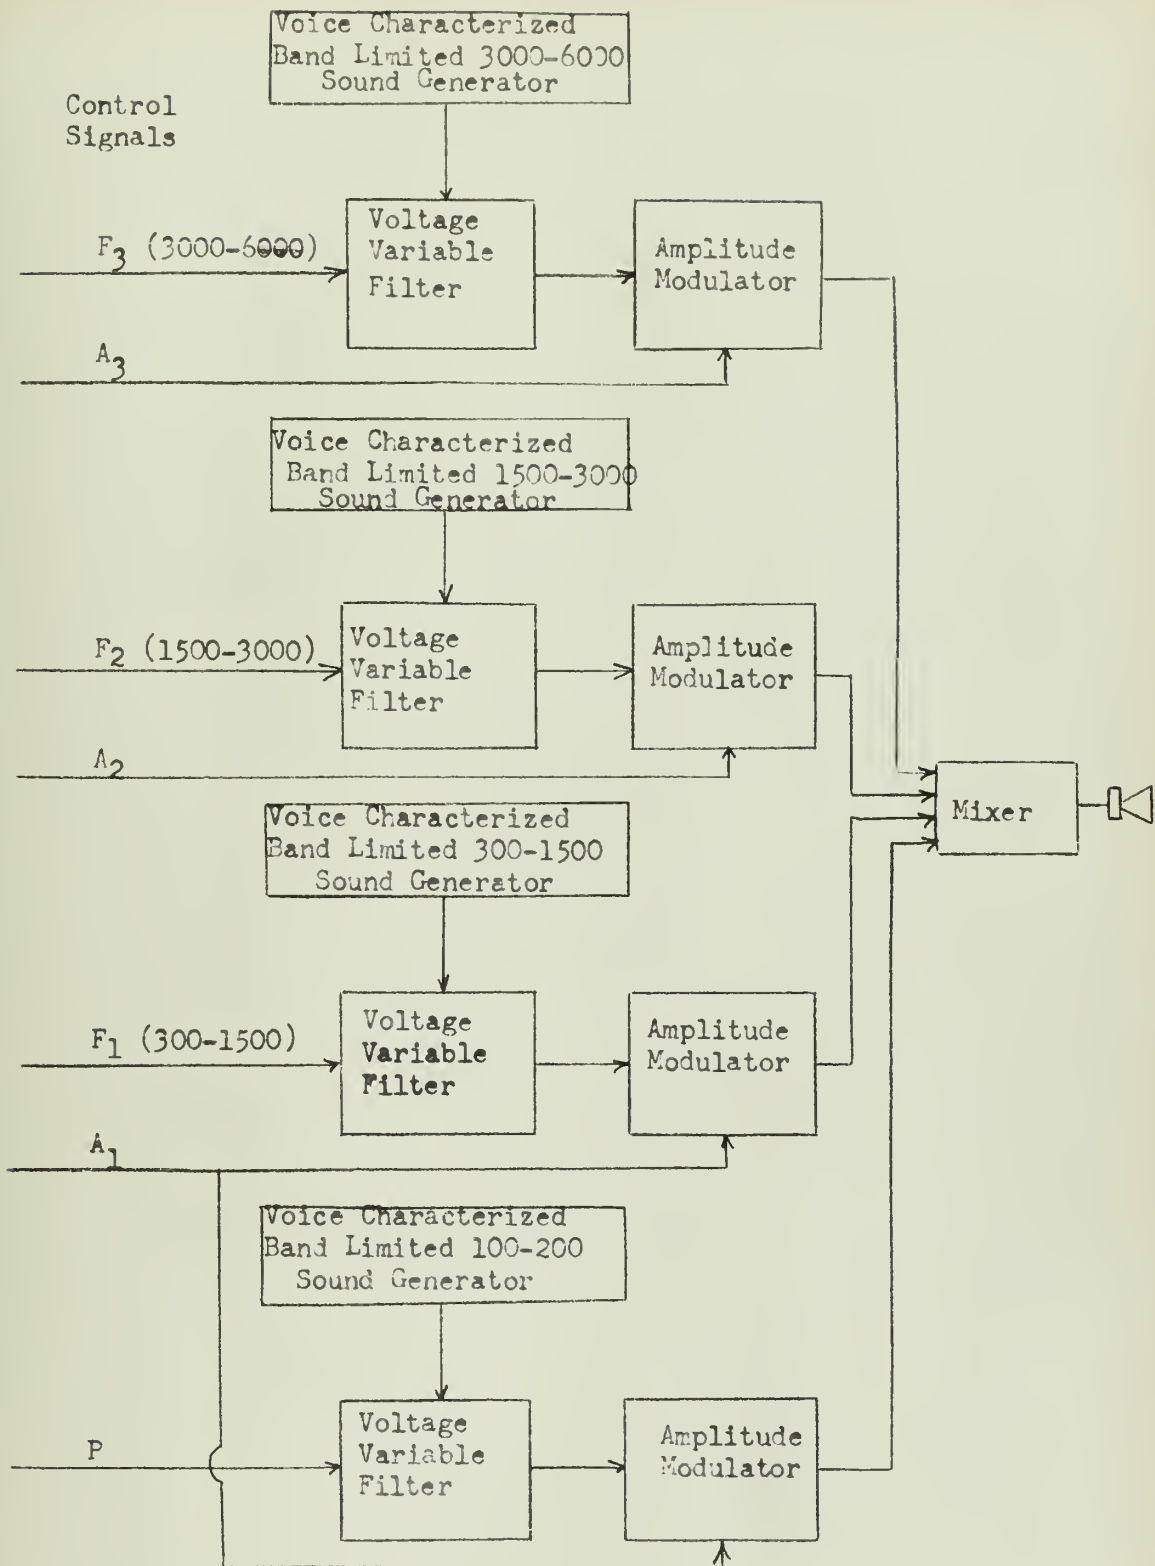 Voice Characterized
Band Limited 3000-6000
Sound Generator
Control
Signals
F3 (3000-6000)
Voltage
Variable
Filter
Amplitude
Modulator
A3
Voice Characterized
Band Limited 1500-3000
Sound Generator
F2 (1500-3000)
Voltage
Variable
Filter
Amplitude
Modulator
A2
Mixer
Voice Characterized
Band Limited 300-1500
Sound Generator
F1 (300-1500)
Voltage
Variable
Filter
Amplitude
Modulator
A1
Voice Characterized
Band Limited 100-200
Sound Generator
P
Voltage
Variable
Filter
Amplitude
Modulator